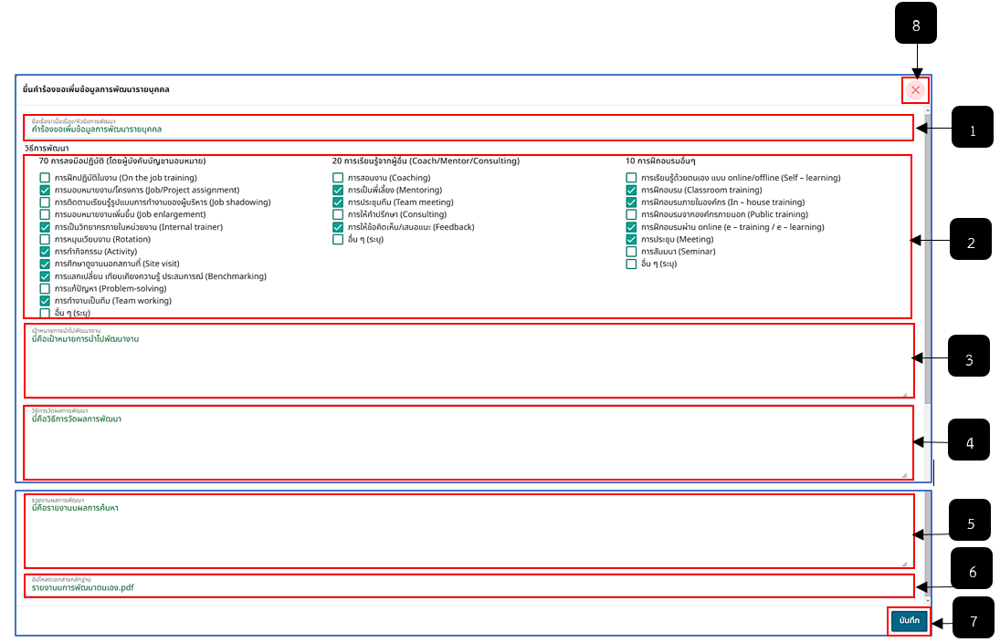 8
ยื่นคำร้องขอเพิ่มข้อมูลการพัฒนารายบุคคล
ชื่อเรื่อง/เนื้อเรื่อง/หัวข้อการพัฒนา
คำร้องขอเพิ่มข้อมูลการพัฒนารายบุคคล
1
วิธีการพัฒนา
70 การลงมือปฏิบัติ (โดยผู้บังคับบัญชามอบหมาย)
การฝึกปฏิบัติในงาน (On the job training)
การมอบหมายงาน/โครงการ (Job/Project assignment)
การติดตามเรียนรู้รูปแบบการทำงานของผู้บริหาร (Job shadowing)
การมอบหมายงานเพิ่มขึ้น (Job enlargement)
การเป็นวิทยากรภายในหน่วยงาน (Internal trainer)
การหมุนเวียนงาน (Rotation)
การทำกิจกรรม (Activity)
การศึกษาดูงานนอกสถานที่ (Site visit)
การแลกเปลี่ยน เทียบเคียงความรู้ ประสบการณ์ (Benchmarking)
การแก้ปัญหา (Problem-solving)
การทำงานเป็นทีม (Team working)
อื่น ๆ (ระบุ)
20 การเรียนรู้จากผู้อื่น (Coach/Mentor/Consulting)
การสอนงาน (Coaching)
การเป็นพี่เลี้ยง (Mentoring)
การประชุมทีม (Team meeting)
การให้คำปรึกษา (Consulting)
การให้ข้อคิดเห็น/เสนอแนะ (Feedback)
อื่น ๆ (ระบุ)
10 การฝึกอบรมอื่นๆ
การเรียนรู้ด้วยตนเอง แบบ online/offline (Self – learning)
การฝึกอบรม (Classroom training)
การฝึกอบรมภายในองค์กร (In – house training)
การฝึกอบรมจากองค์กรภายนอก (Public training)
การฝึกอบรมผ่าน online (e – training / e – learning)
การประชุม (Meeting)
การสัมมนา (Seminar)
อื่น ๆ (ระบุ)
2
เป้าหมายการนำไปพัฒนางาน
นี่คือเป้าหมายการนำไปพัฒนางาน
3
วิธีการวัดผลการพัฒนา
นี่คือวิธีการวัดผลการพัฒนา
4
รายงานผลการพัฒนา
นี่คือรายงานนผลการค้นหา
5
อัปโหลดเอกสารหลักฐาน
รายงานนการพัฒนาตนเอง.pdf
6
บันทึก
7